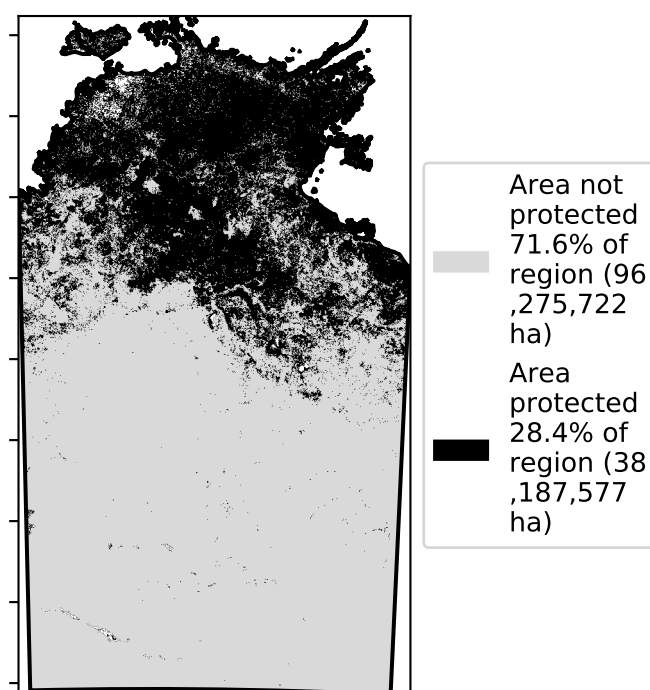 Area not
protected
71.6% of
region (96
,275,722
ha)
Area
protected
28.4% of
region (38
,187,577
ha)